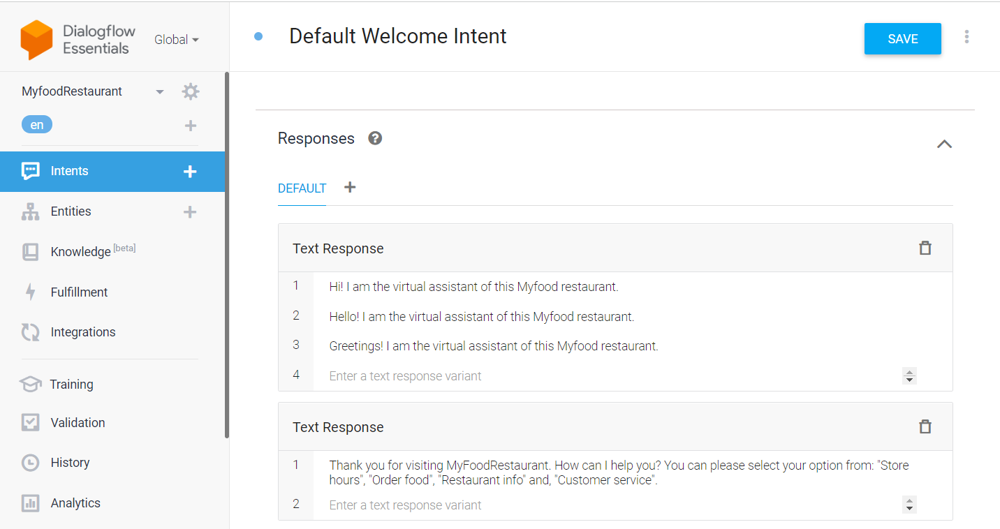 Dialogflow
Essentials
Global
Default Welcome Intent
SAVE
MyfoodRestaurant
en
Intents
Entities
Knowledge [beta]
Fulfillment
Integrations
Training
Validation
History
Analytics
Responses
DEFAULT
Text Response
1 Hi! I am the virtual assistant of this Myfood restaurant.
2 Hello! I am the virtual assistant of this Myfood restaurant.
3 Greetings! I am the virtual assistant of this Myfood restaurant.
4 Enter a text response variant
Text Response
1 Thank you for visiting MyFoodRestaurant. How can I help you? You can please select your option from: "Store
hours", "Order food", "Restaurant info" and, "Customer service".
2 Enter a text response variant